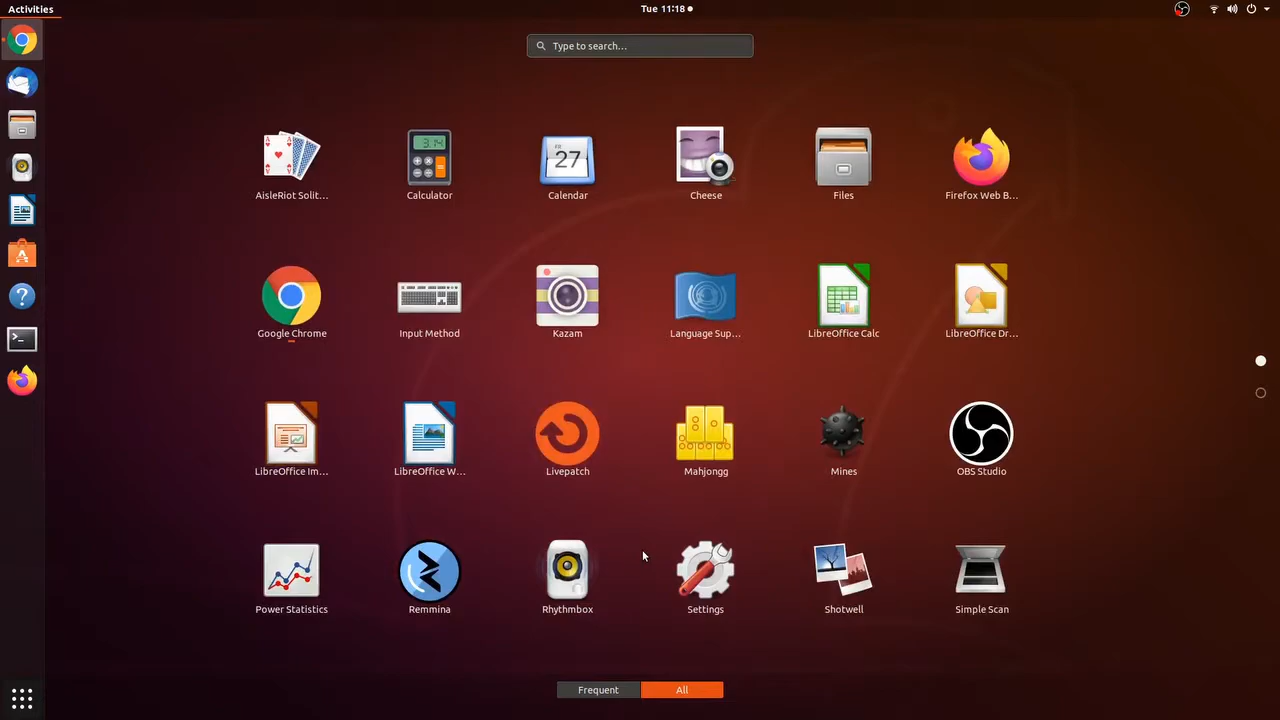 Activities
Tue 11:18
Type to search...
AisleRiot Solit...
Calculator
Calendar
Cheese
Files
Firefox Web B...
Google Chrome
Input Method
Kazam
Language Sup...
LibreOffice Calc
LibreOffice Dr...
LibreOffice Im...
LibreOffice W...
Livepatch
Mahjongg
Mines
OBS Studio
Power Statistics
Remmina
Rhythmbox
Settings
Shotwell
Simple Scan
Frequent
All